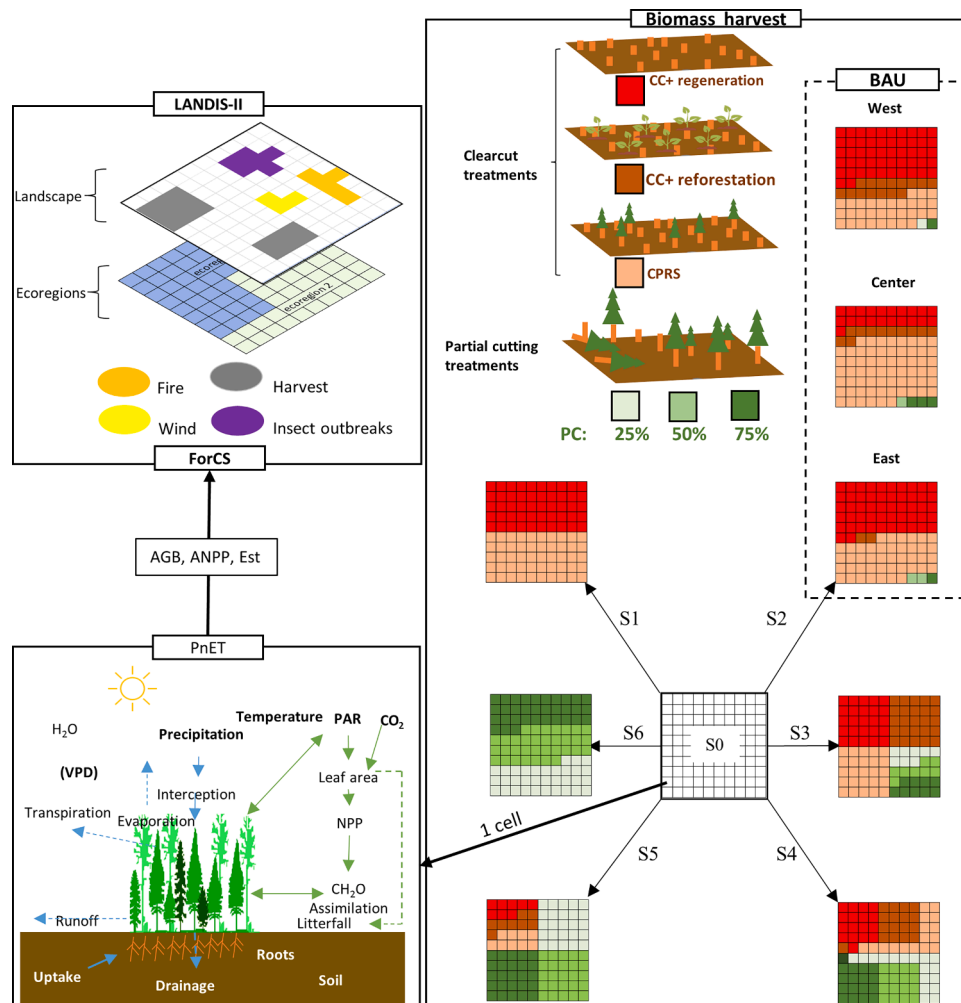 Biomass harvest
CC+ regeneration
CC+ reforestation
CPRS
Clearcut
treatments
Partial cutting
treatments
PC: 25% 50% 75%
BAU
West
Center
East
LANDIS-II
Landscape
Ecoregions
ecoregion 2
Fire
Harvest
Wind
Insect outbreaks
ForCS
AGB, ANPP, Est
PnET
H₂O
(VPD)
Precipitation
Temperature
PAR
CO₂
Leaf area
Interception
Transpiration
Evaporation
NPP
CH₂O
Assimilation
Litterfall
Runoff
Uptake
Roots
Drainage
Soil
S1
S2
S6
S0
S3
1 cell
S5
S4